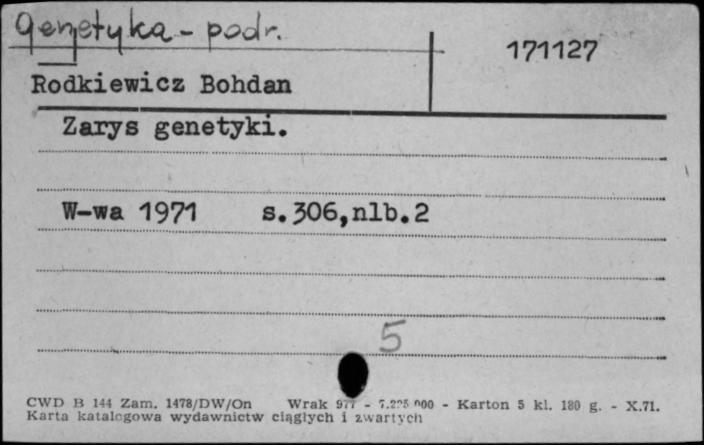 genetyka - podr.
171127
Rodkiewicz Bohdan
Zarys genetyki.
W-wa 1971 s.306,nlb.2
5
CWD B 144 Zam. 1478/DW/On Wrak - Karton 5 kl. 180 g. - X.71.
Karta katalogowa wydawnictw ciągłych i zwartych